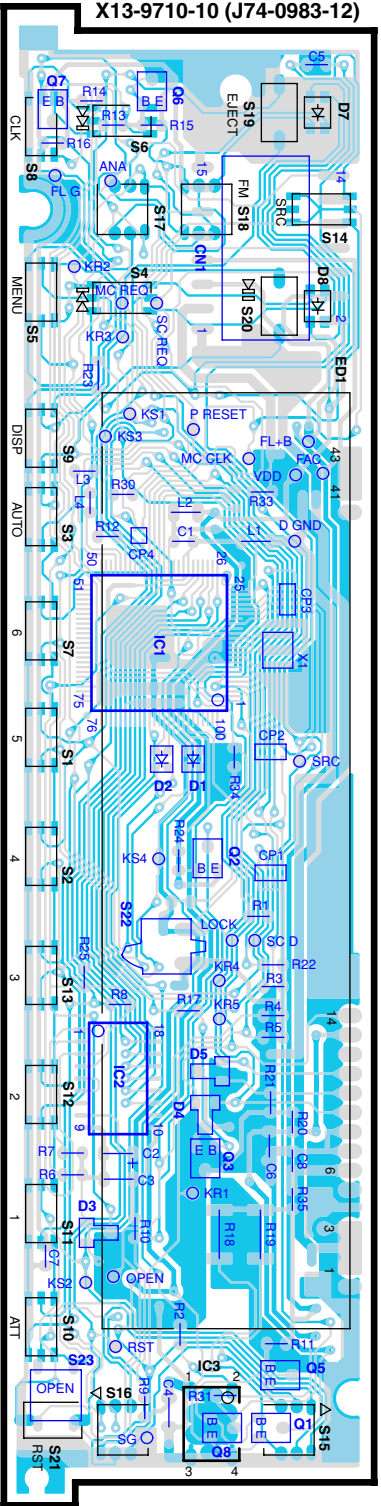 X13-9710-10 (J74-0983-12)
C5
Q7
R14
Q6
E B
B E
R13
R15
S6
R16
CLK
S8
S19
EJECT
D7
ANA
FL G
15
FM
S18
14
SRC
S14
S17
CN1
KR2
S4
MC REQ
SC REQ
D8
S20
2
1
MENU
S5
KR3
R23
ED1
KS1
P RESET
KS3
FL+B
43
MC CLK
FAC
VDD
41
DISP
S9
L3
R30
L4
L2
R33
AUTO
S3
R12
C1
L1
D GND
CP4
50
26
51
25
CP3
6
S7
IC1
X1
75
1
76
100
5
S1
CP2
SRC
D2
D1
R34
R24
Q2
KS4
B E
CP1
4
S2
S22
R1
LOCK
SC D
R25
KR4
R22
R3
3
S13
R8
R17
KR5
R4
14
R5
1
18
IC2
D5
R21
2
S12
D4
R20
9
10
R7
C2
Q3
E B
C6
C8
6
R6
+
C3
R35
KR1
D3
1
S11
R10
R18
R19
3
C7
KS2
OPEN
1
ATT
S10
R2
RST
R11
S23
IC3
Q5
OPEN
S16
1
2
B E
R9
C4
R31
S21
RST
SG
B E
Q8
B E
Q1
S15
3
4